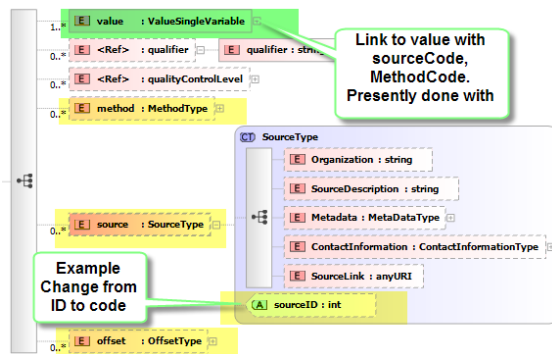 1..* E value : ValueSingleVariable
0..* E <Ref> : qualifier E qualifier : string
0..* E <Ref> : qualityControlLevel
0..* E method : MethodType
Link to value with
sourceCode,
MethodCode.
Presently done with
CT SourceType
E Organization : string
E SourceDescription : string
E Metadata : MetaDataType
E ContactInformation : ContactInformationType
E SourceLink : anyURI
0..* E source : SourceType
Example
Change from
ID to code
A sourceID : int
0..* E offset : OffsetType